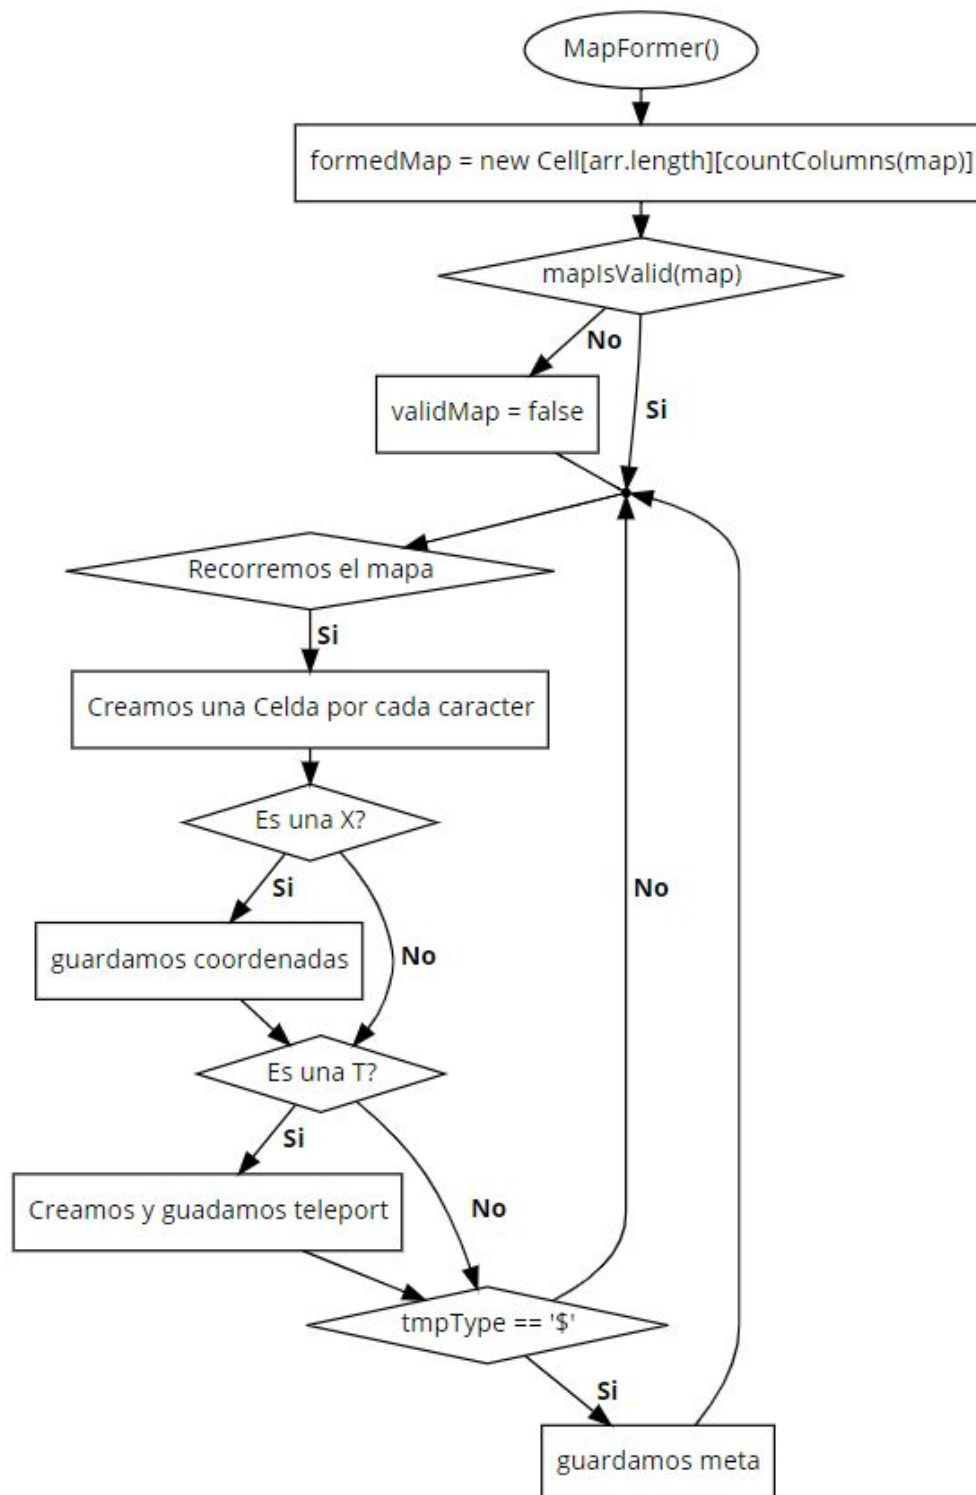 MapFormer()
formedMap = new Cell[arr.length][countColumns(map)]
mapIsValid(map)
No
validMap = false
Si
Recorremos el mapa
Si
Creamos una Celda por cada caracter
Es una X?
Si
No
guardamos coordenadas
No
Es una T?
Si
Creamos y guadamos teleport
No
tmpType == '$'
Si
guardamos meta